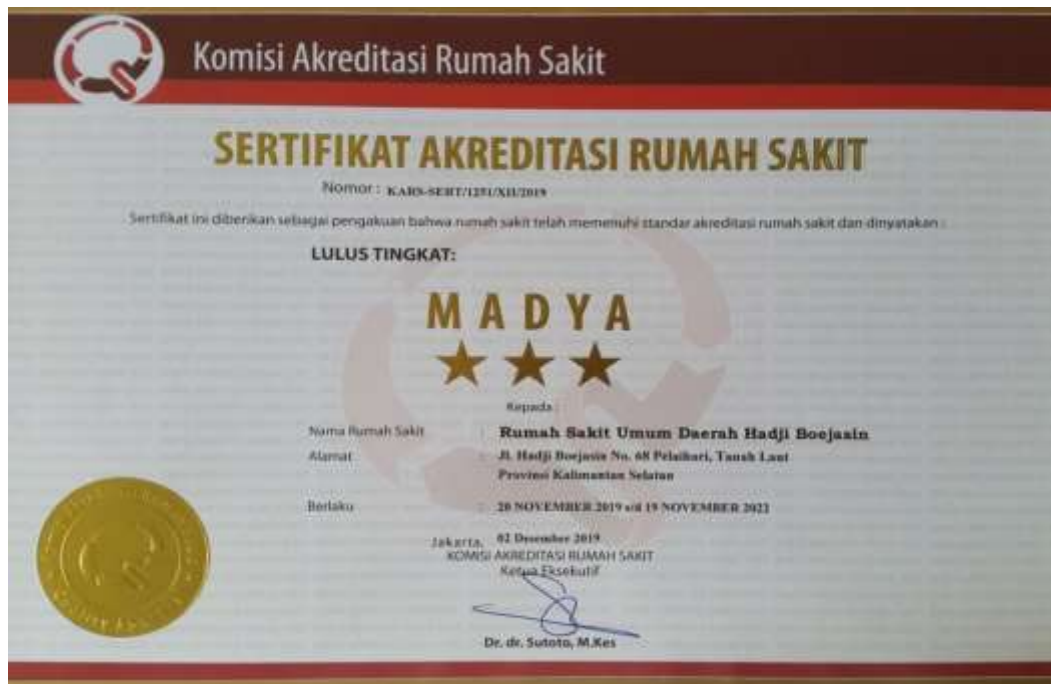 Komisi Akreditasi Rumah Sakit
SERTIFIKAT AKREDITASI RUMAH SAKIT
Nomor : KARS-SERT/1251/XII/2019
Sertifikat ini diberikan sebagai pengakuan bahwa rumah sakit telah memenuhi standar akreditasi rumah sakit dan dinyatakan :
LULUS TINGKAT:
MADYA
Kepada :
Nama Rumah Sakit : Rumah Sakit Umum Daerah Hadji Boejasin
Alamat : Jl. Hadji Boejasin No. 68 Pelaihari, Tanah Laut
Provinsi Kalimantan Selatan
Berlaku : 20 NOVEMBER 2019 s/d 19 NOVEMBER 2022
Jakarta, 02 Desember 2019
KOMISI AKREDITASI RUMAH SAKIT
Ketua Eksekutif
Dr. dr. Sutoto, M.Kes